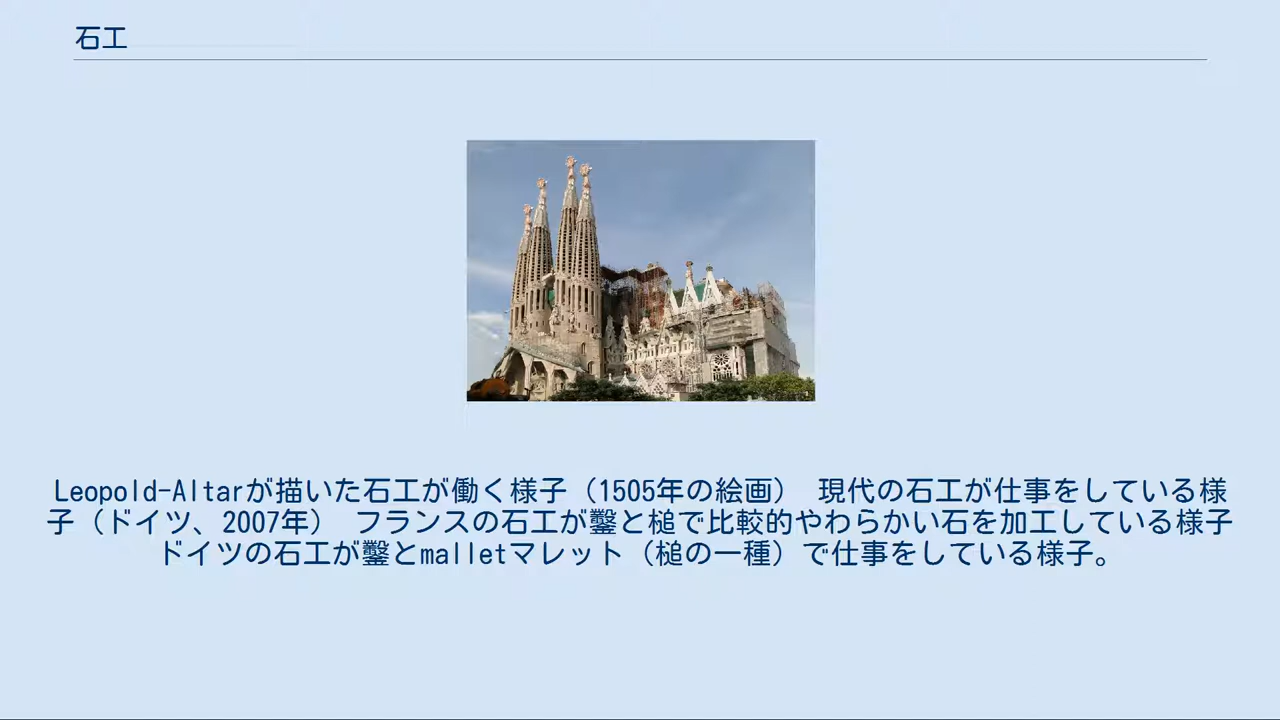 石工
Leopold-Altarが描いた石工が働く様子（1505年の絵画）　現代の石工が仕事をしている様
子（ドイツ、2007年）　フランスの石工が鑿と槌で比較的やわらかい石を加工している様子
ドイツの石工が鑿とmalletマレット（槌の一種）で仕事をしている様子。